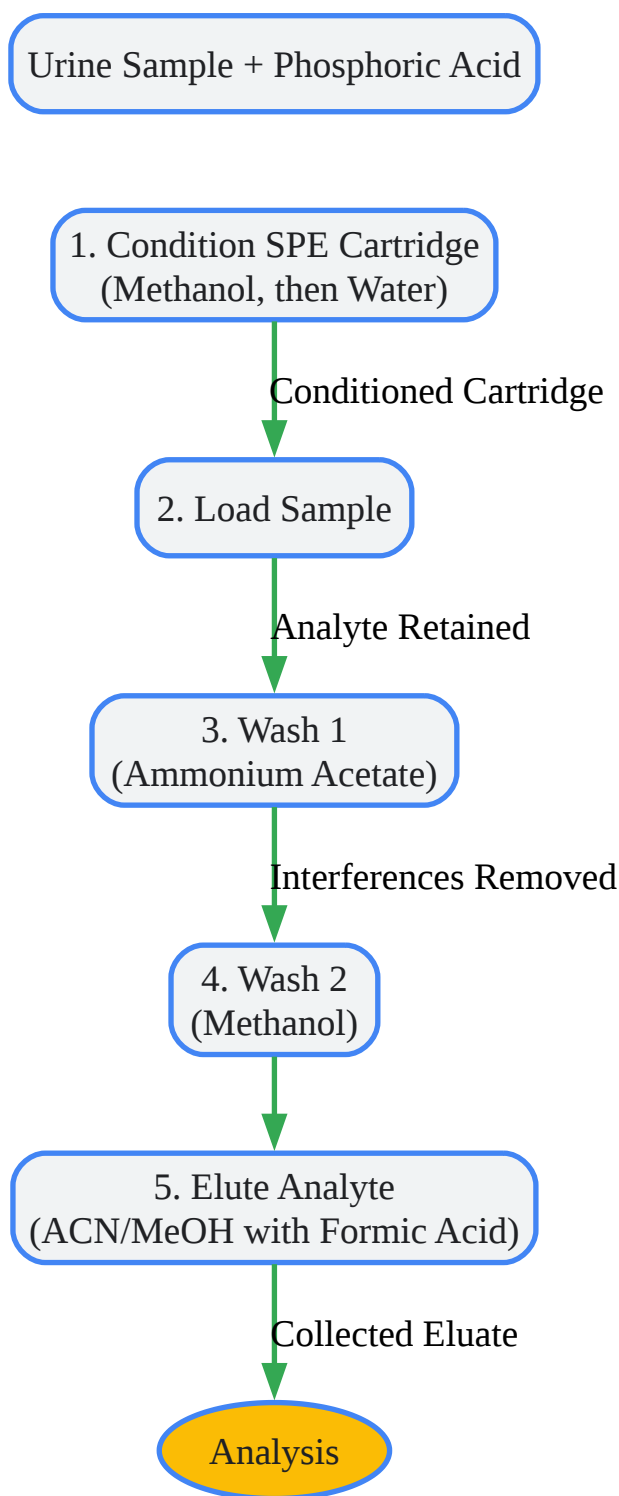 Urine Sample + Phosphoric Acid
1. Condition SPE Cartridge
(Methanol, then Water)
Conditioned Cartridge
2. Load Sample
Analyte Retained
3. Wash 1
(Ammonium Acetate)
Interferences Removed
4. Wash 2
(Methanol)
5. Elute Analyte
(ACN/MeOH with Formic Acid)
Collected Eluate
Analysis